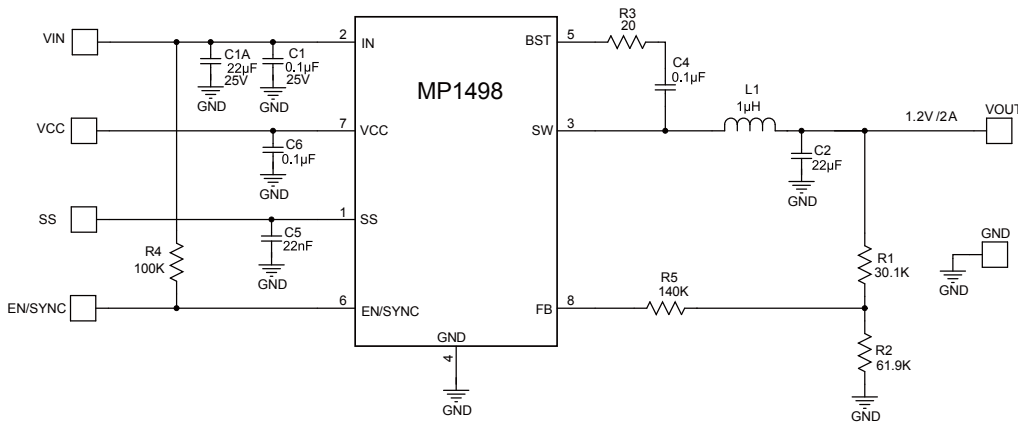 VIN
2
IN
C1A
22µF
25V
GND
C1
0.1µF
25V
GND
MP1498
BST
5
R3
20
C4
0.1µF
L1
1µH
1.2V /2A
VOUT
VCC
7
VCC
C6
0.1µF
GND
SW
3
C2
22µF
GND
SS
1
SS
C5
22nF
GND
R4
100K
GND
GND
R1
30.1K
EN/SYNC
6
EN/SYNC
FB
8
R5
140K
GND
4
GND
R2
61.9K
GND